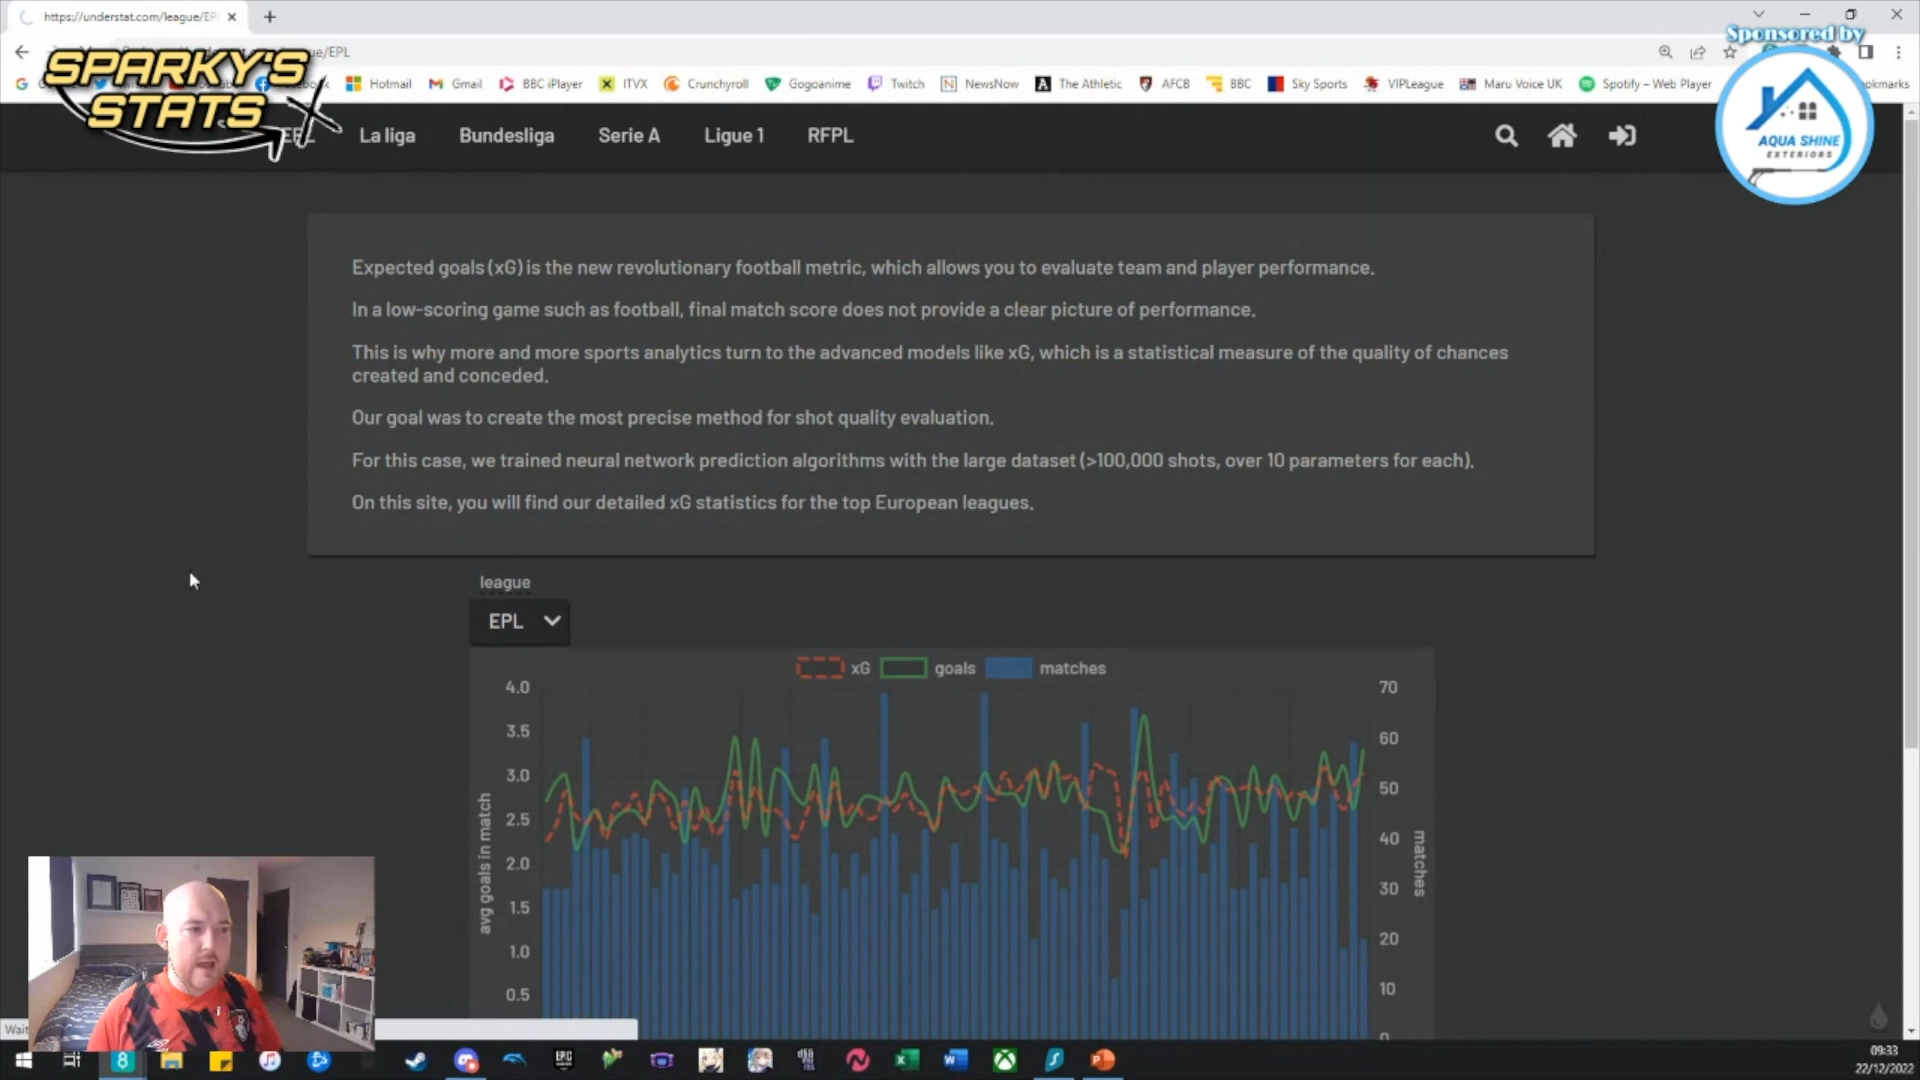 https://understat.com/league/EP
/EPL
Sponsored by
Hotmail
Gmail
BBC iPlayer
ITVX
Crunchyroll
Gogoanime
Twitch
NewsNow
The Athletic
AFCB
BBC
Sky Sports
VIPLeague
Maru Voice UK
Spotify – Web Player
SPARKY'S
STATS
La liga
Bundesliga
Serie A
Ligue 1
RFPL
AQUA SHINE
EXTERIORS
Expected goals (xG) is the new revolutionary football metric, which allows you to evaluate team and player performance.
In a low-scoring game such as football, final match score does not provide a clear picture of performance.
This is why more and more sports analytics turn to the advanced models like xG, which is a statistical measure of the quality of chances
created and conceded.
Our goal was to create the most precise method for shot quality evaluation.
For this case, we trained neural network prediction algorithms with the large dataset (>100,000 shots, over 10 parameters for each).
On this site, you will find our detailed xG statistics for the top European leagues.
league
EPL
xG goals matches
4.0
3.5
3.0
2.5
2.0
1.5
1.0
0.5
avg goals in match
70
60
50
40
30
20
10
0
matches
Wait
EPIC
09:33
22/12/2022